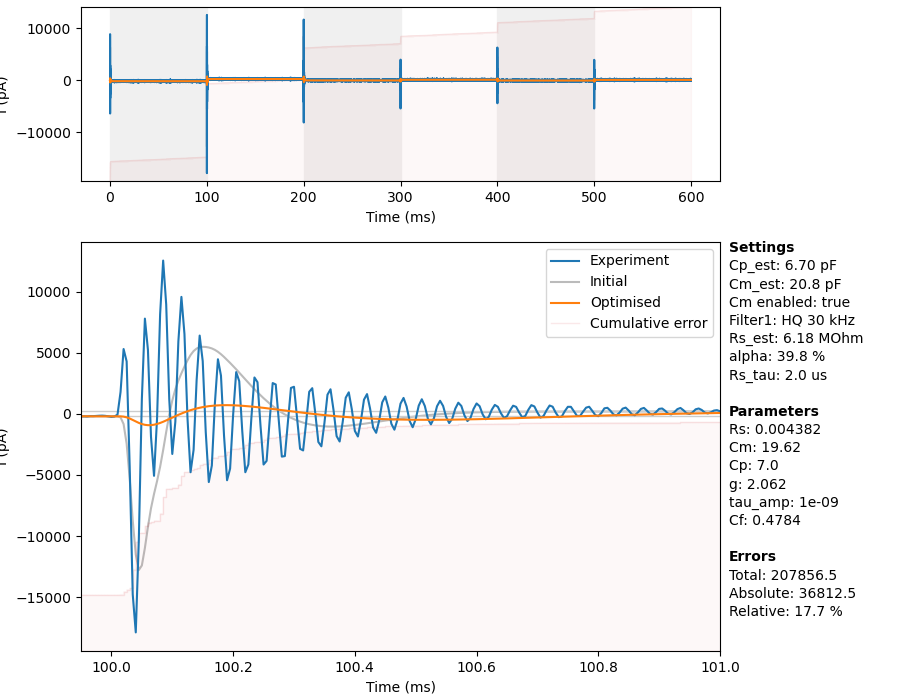 10000
0
−10000
I (pA)
0 100 200 300 400 500 600
Time (ms)
Experiment
Initial
Optimised
Cumulative error
10000
5000
0
−5000
−10000
−15000
I (pA)
100.0 100.2 100.4 100.6 100.8 101.0
Time (ms)
Settings
Cp_est: 6.70 pF
Cm_est: 20.8 pF
Cm enabled: true
Filter1: HQ 30 kHz
Rs_est: 6.18 MOhm
alpha: 39.8 %
Rs_tau: 2.0 us
Parameters
Rs: 0.004382
Cm: 19.62
Cp: 7.0
g: 2.062
tau_amp: 1e-09
Cf: 0.4784
Errors
Total: 207856.5
Absolute: 36812.5
Relative: 17.7 %